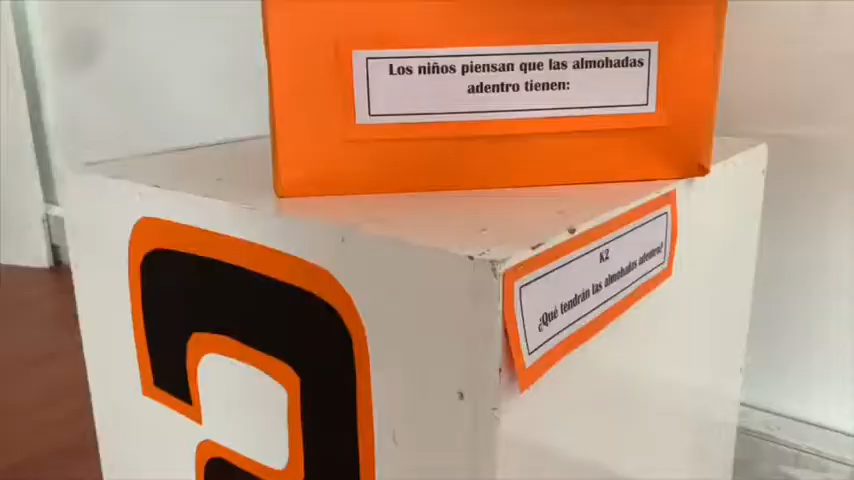 Los niños piensan que las almohadas
adentro tienen:
K2
¿Qué tendrán las almohadas adentro?
a